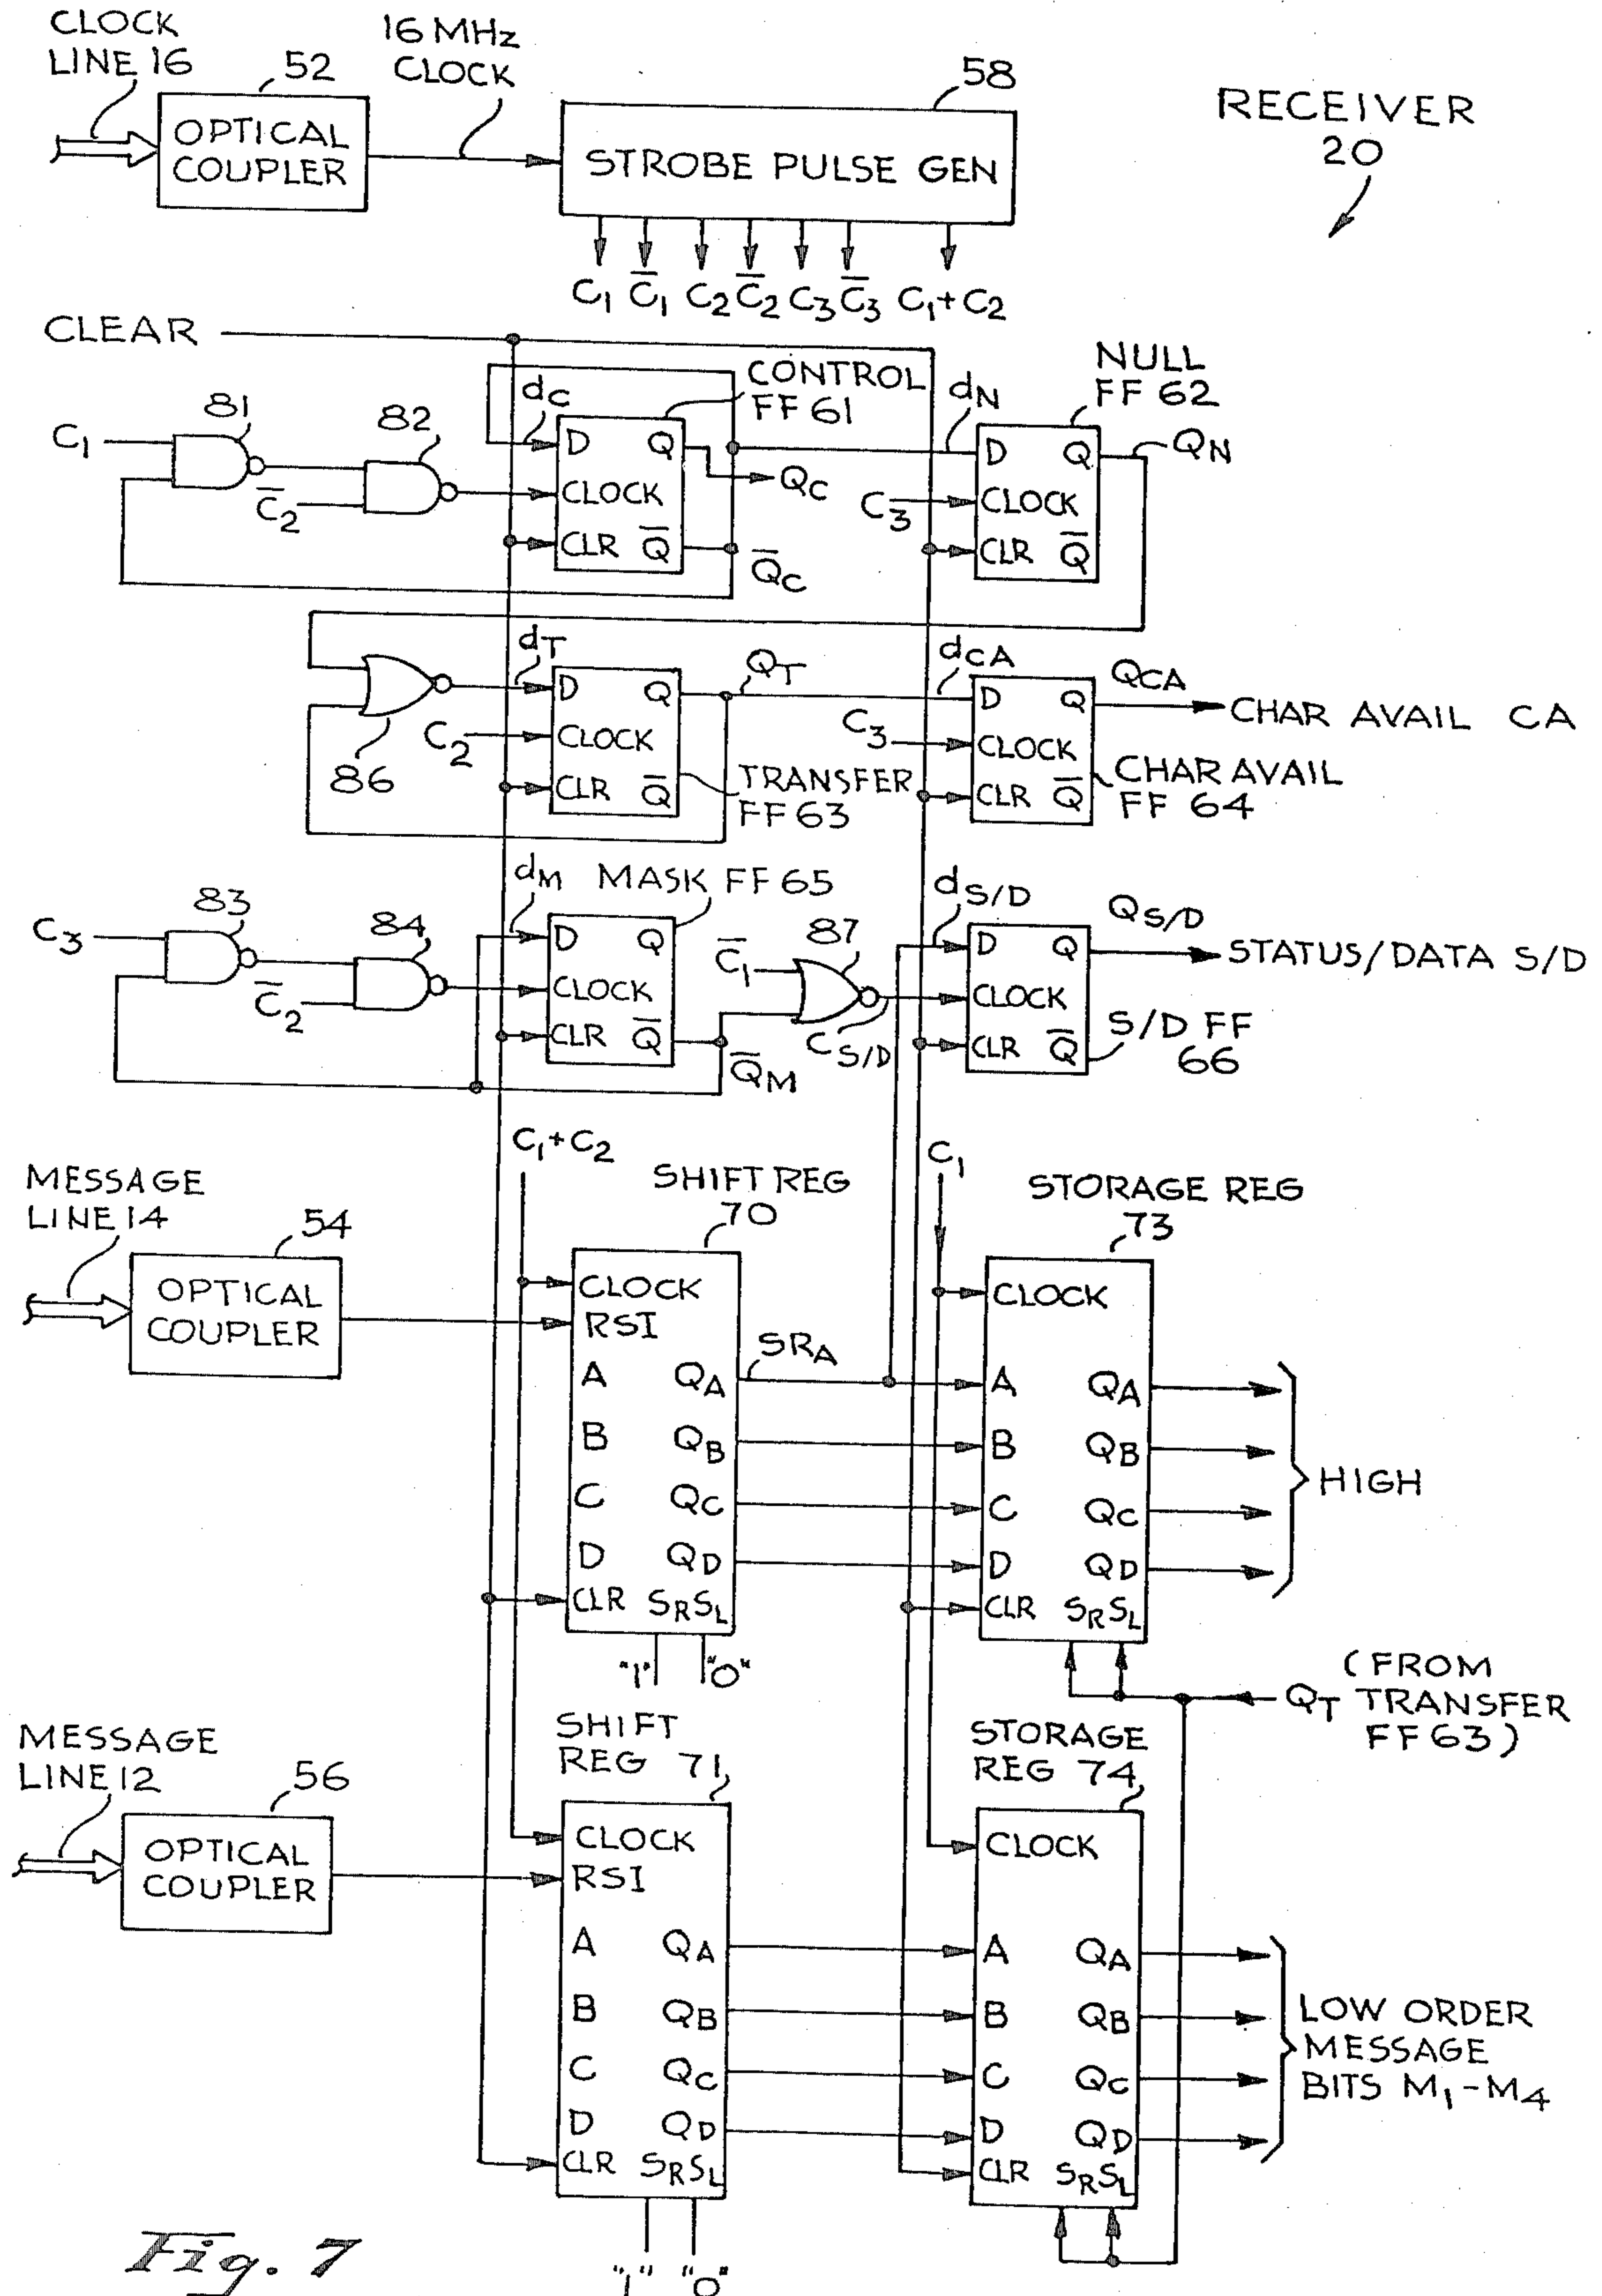 CLOCK
LINE 16
52
16 MHz
CLOCK
58
RECEIVER
20
OPTICAL
COUPLER
STROBE PULSE GEN
C₁ C̅₁ C₂ C̅₂ C₃ C̅₃ C₁+C₂
CLEAR
81
82
C₁
C̅₂
dC
CONTROL
FF 61
D Q
CLOCK
CLR Q̅
QC
Q̅C
dN
NULL
FF 62
C₃
D Q
CLOCK
CLR Q̅
QN
86
dT
C₂
D Q
CLOCK
CLR Q̅
QT
TRANSFER
FF 63
dCA
C₃
D Q
CLOCK
CLR Q̅
QCA
CHAR AVAIL CA
CHAR AVAIL
FF 64
C₃
83
84
C̅₂
dM
MASK FF 65
D Q
CLOCK
CLR Q̅
Q̅M
C̅₁
87
CS/D
dS/D
D Q
CLOCK
CLR Q̅
QS/D
STATUS/DATA S/D
S/D FF
66
C₁+C₂
C₁
MESSAGE
LINE 14
54
OPTICAL
COUPLER
SHIFT REG
70
CLOCK
RSI
A QA
B QB
C QC
D QD
CLR SRSL
"1" "0"
SRA
STORAGE REG
73
CLOCK
A QA
B QB
C QC
D QD
CLR SRSL
HIGH
QT (FROM
TRANSFER
FF 63)
MESSAGE
LINE 12
56
OPTICAL
COUPLER
SHIFT
REG 71
CLOCK
RSI
A QA
B QB
C QC
D QD
CLR SRSL
"1" "0"
STORAGE
REG 74
CLOCK
A QA
B QB
C QC
D QD
CLR SRSL
LOW ORDER
MESSAGE
BITS M₁-M₄
Fig. 7